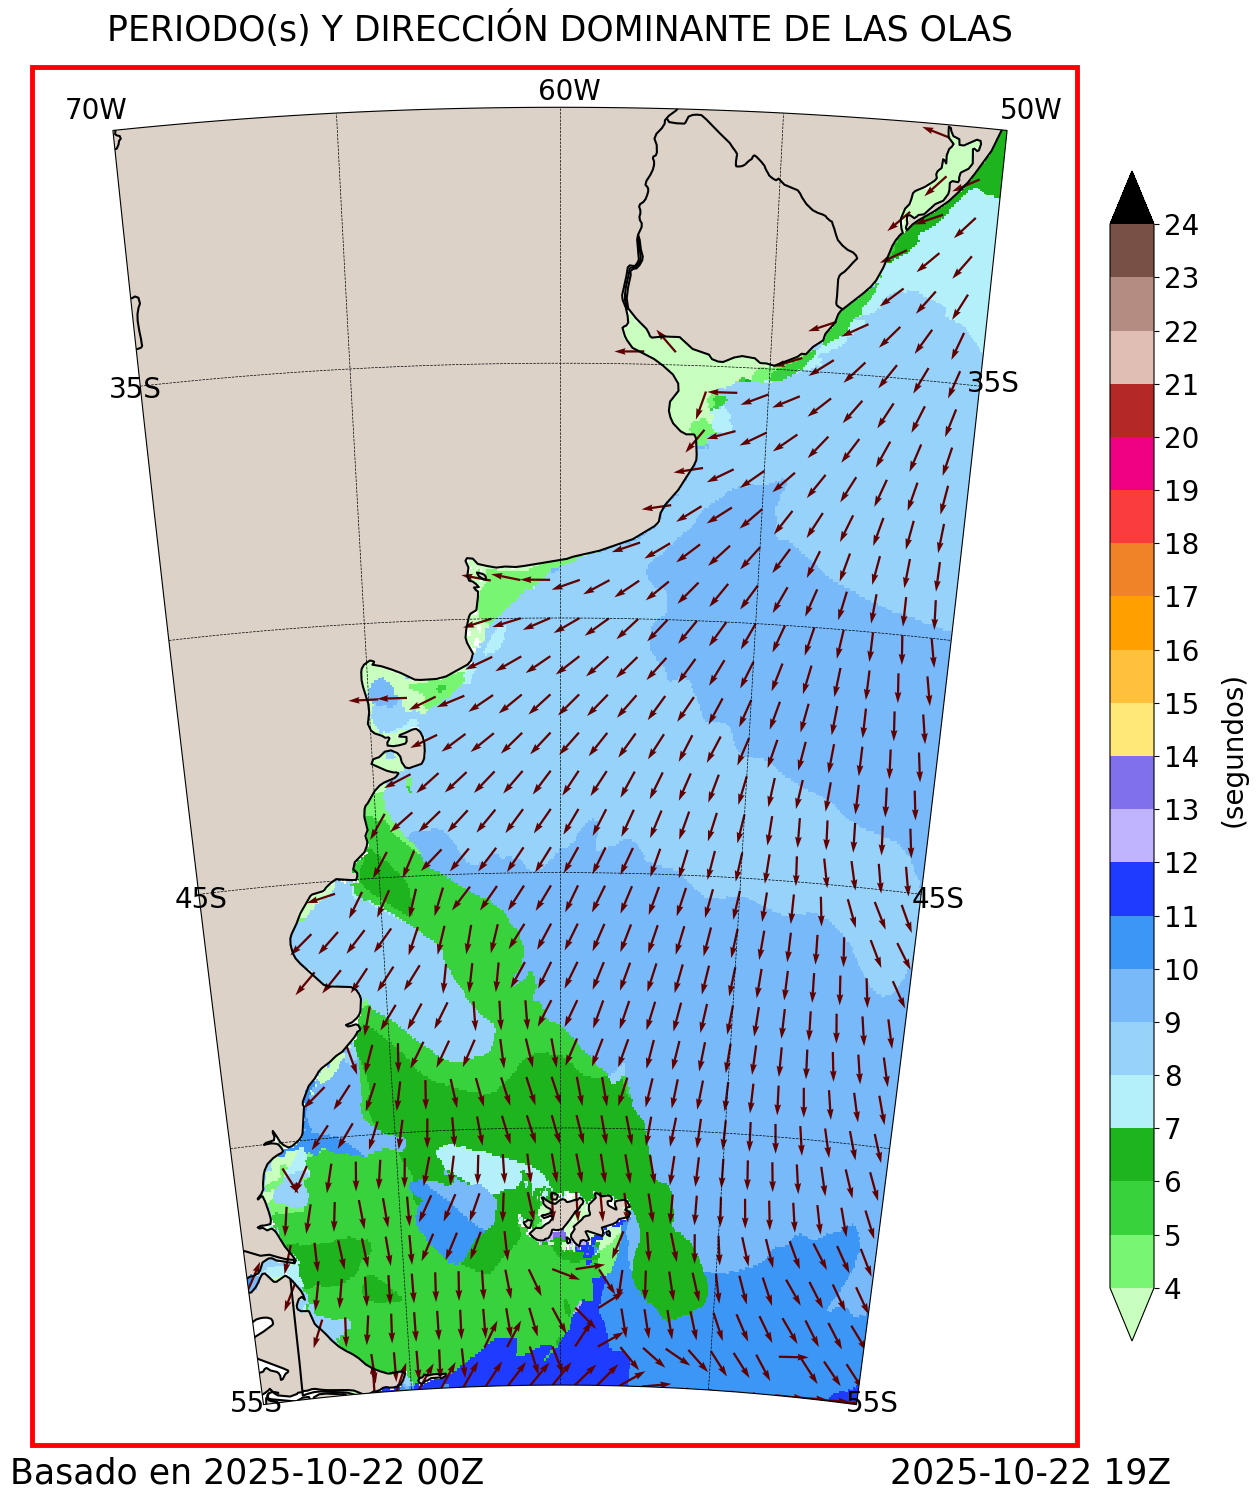 PERIODO(s) Y DIRECCIÓN DOMINANTE DE LAS OLAS
70W
60W
50W
35S
35S
45S
45S
55S
55S
24
23
22
21
20
19
18
17
16
15
14
13
12
11
10
9
8
7
6
5
4
(segundos)
Basado en 2025-10-22 00Z
2025-10-22 19Z